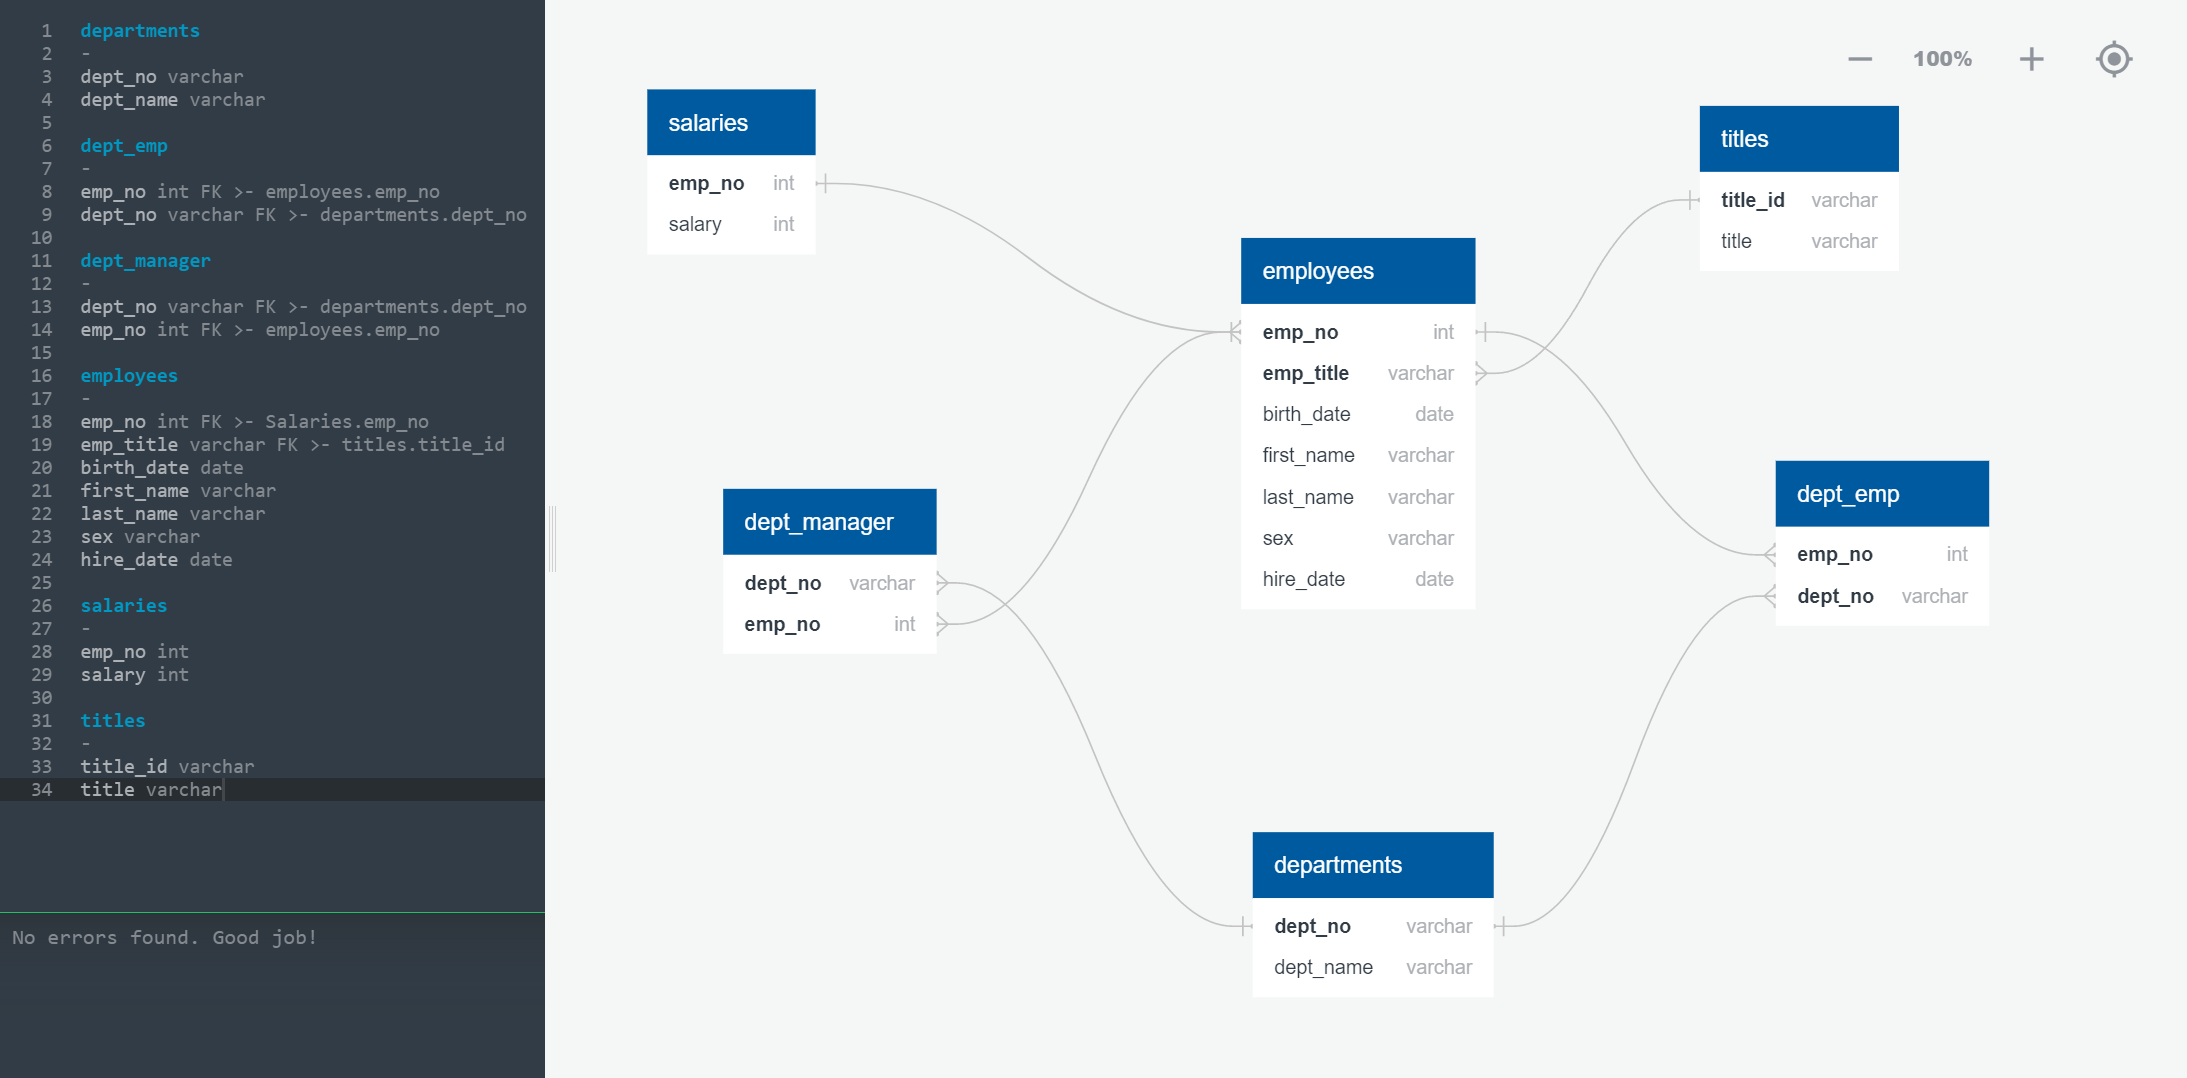 1 departments
2 -
3 dept_no varchar
4 dept_name varchar
5
6 dept_emp
7 -
8 emp_no int FK >- employees.emp_no
9 dept_no varchar FK >- departments.dept_no
10
11 dept_manager
12 -
13 dept_no varchar FK >- departments.dept_no
14 emp_no int FK >- employees.emp_no
15
16 employees
17 -
18 emp_no int FK >- Salaries.emp_no
19 emp_title varchar FK >- titles.title_id
20 birth_date date
21 first_name varchar
22 last_name varchar
23 sex varchar
24 hire_date date
25
26 salaries
27 -
28 emp_no int
29 salary int
30
31 titles
32 -
33 title_id varchar
34 title varchar
No errors found. Good job!
100%
salaries
emp_no int
salary int
titles
title_id varchar
title varchar
employees
emp_no int
emp_title varchar
birth_date date
first_name varchar
last_name varchar
sex varchar
hire_date date
dept_manager
dept_no varchar
emp_no int
dept_emp
emp_no int
dept_no varchar
departments
dept_no varchar
dept_name varchar